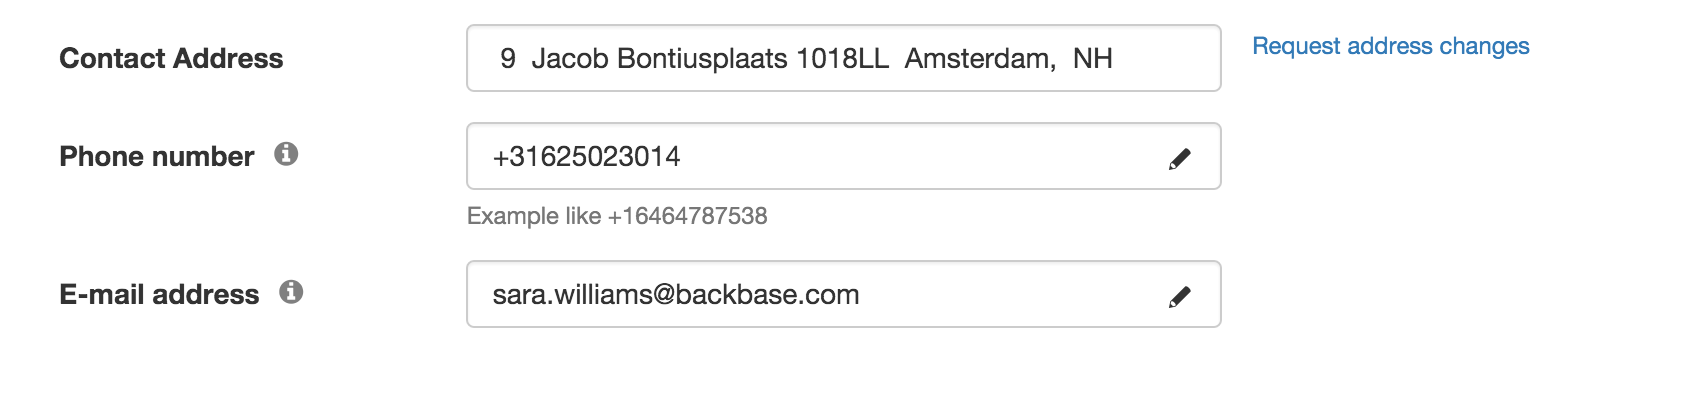 Contact Address
9 Jacob Bontiusplaats 1018LL Amsterdam, NH
Request address changes
Phone number
+31625023014
Example like +16464787538
E-mail address
sara.williams@backbase.com